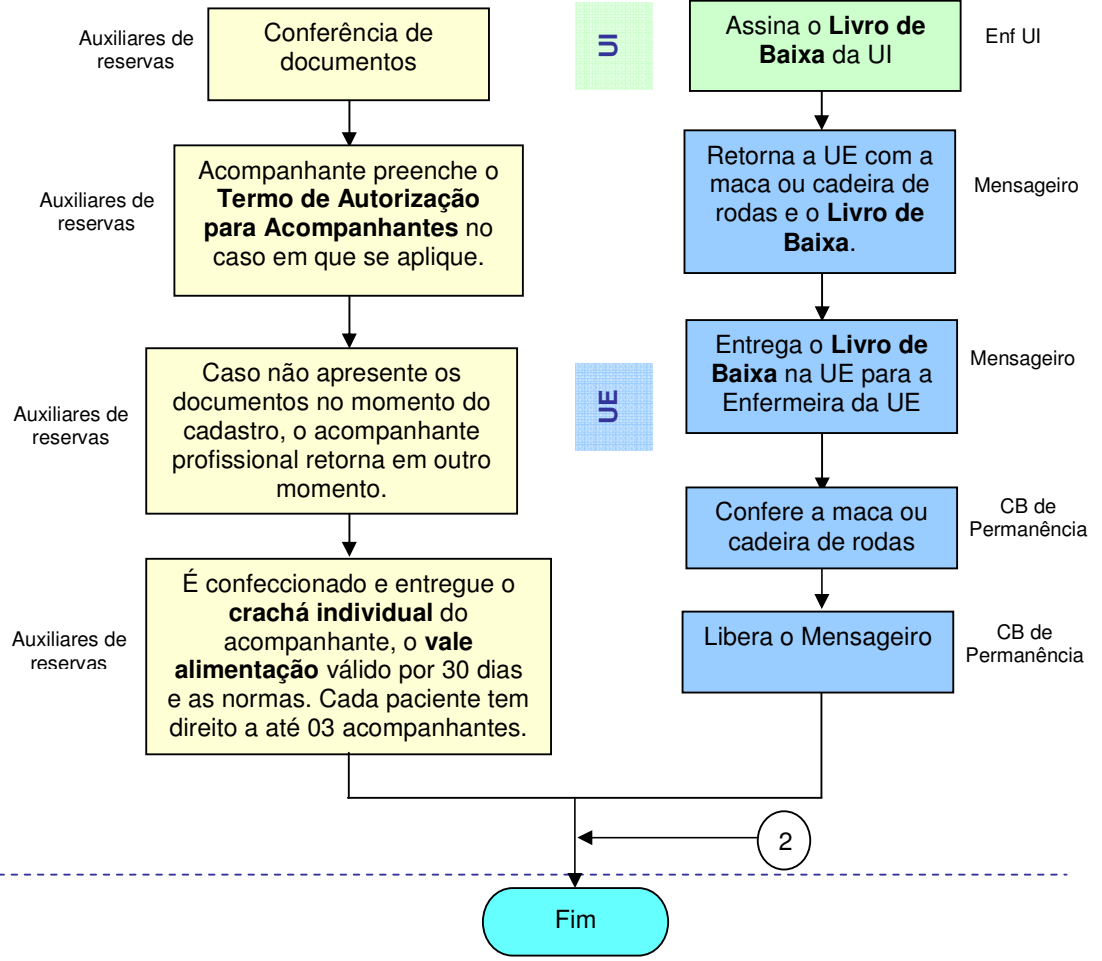 Auxiliares de
reservas
Conferência de
documentos
Auxiliares de
reservas
Acompanhante preenche o
Termo de Autorização
para Acompanhantes no
caso em que se aplique.
Auxiliares de
reservas
Caso não apresente os
documentos no momento do
cadastro, o acompanhante
profissional retorna em outro
momento.
Auxiliares de
reservas
É confeccionado e entregue o
crachá individual do
acompanhante, o vale
alimentação válido por 30 dias
e as normas. Cada paciente tem
direito a até 03 acompanhantes.
UI
Assina o Livro de
Baixa da UI
Enf UI
Retorna a UE com a
maca ou cadeira de
rodas e o Livro de
Baixa.
Mensageiro
UE
Entrega o Livro de
Baixa na UE para a
Enfermeira da UE
Mensageiro
Confere a maca ou
cadeira de rodas
CB de
Permanência
Libera o Mensageiro
CB de
Permanência
2
Fim